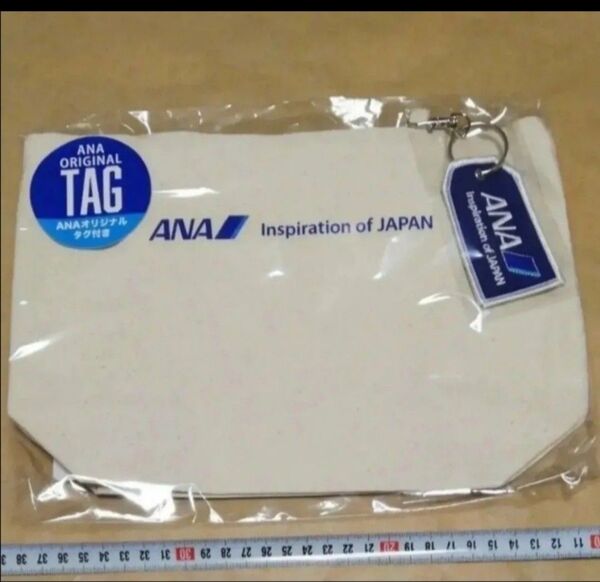 ANA
ORIGINAL
TAG
ANAオリジナル
タグ付き
ANA Inspiration of JAPAN
ANA
Inspiration of JAPAN
38 37 36 35 34 33 32 31 30 29 28 27 26 25 24 23 22 21 20 19 18 17 16 15 14 13 12 11 10